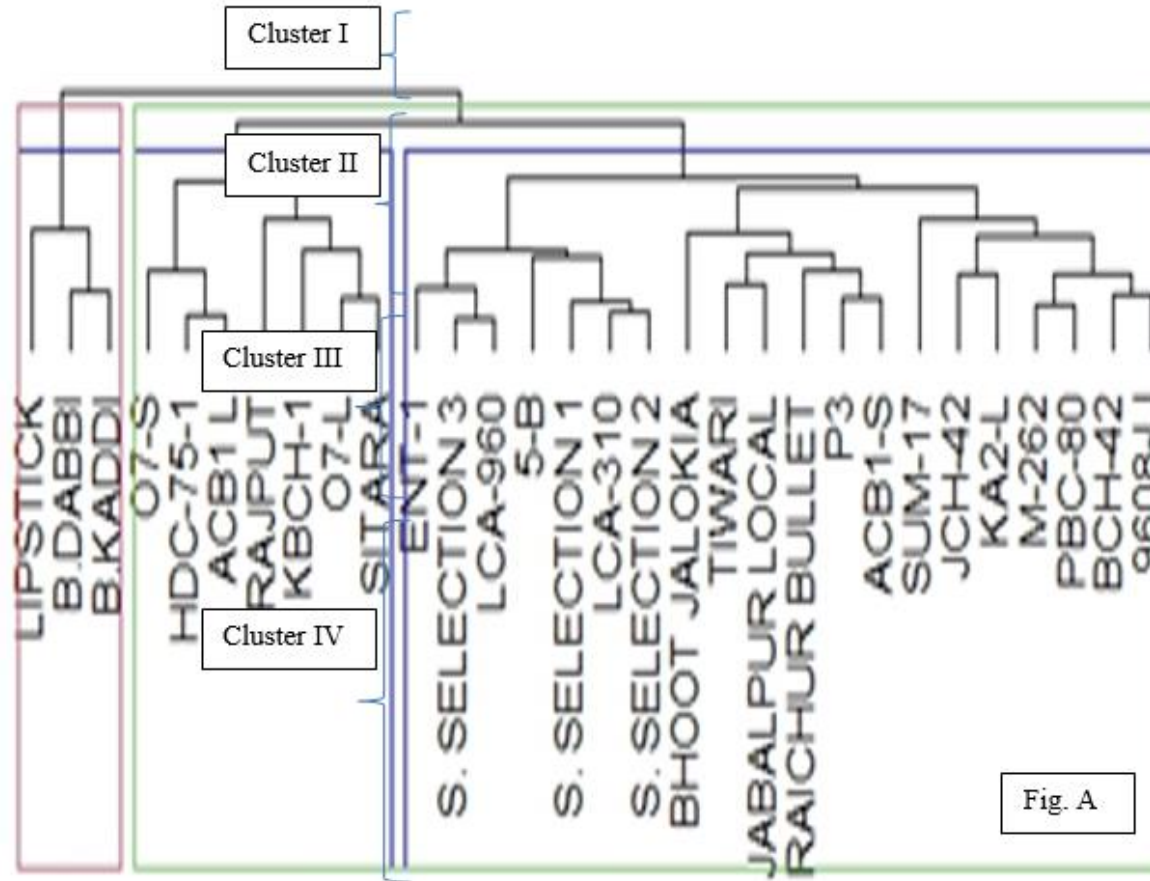 Cluster I
Cluster II
Cluster III
Cluster IV
LIPSTICK
B.DABBI
B.KADDI
O7-S
HDC-75-1
ACB1 L
RAJPUT
KBCH-1
O7-L
SITARA
ENT-1
S. SELECTION 3
LCA-960
5-B
S. SELECTION 1
LCA-310
S. SELECTION 2
BHOOT JALOKIA
TIWARI
JABALPUR LOCAL
RAICHUR BULLET
P3
ACB1-S
SUM-17
JCH-42
KA2-L
M-262
PBC-80
BCH-42
Fig. A